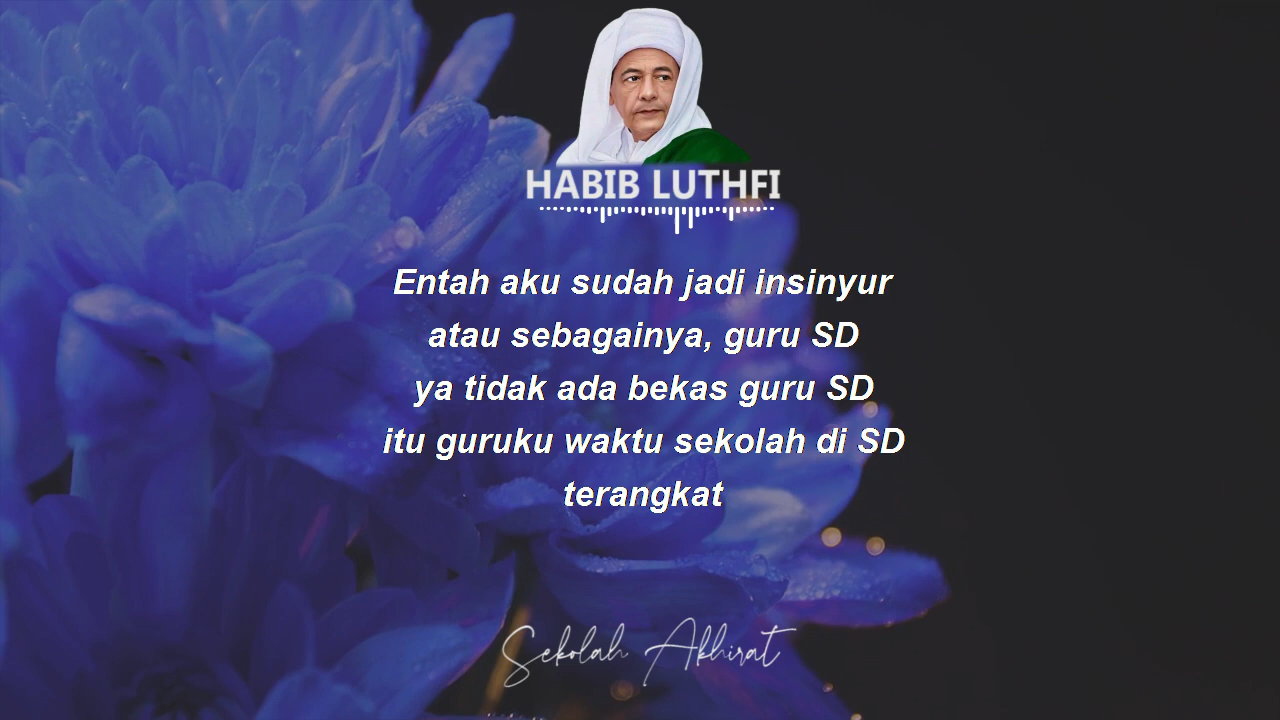 HABIB LUTHFI
Entah aku sudah jadi insinyur
atau sebagainya, guru SD
ya tidak ada bekas guru SD
itu guruku waktu sekolah di SD
terangkat
Sekolah Akhirat